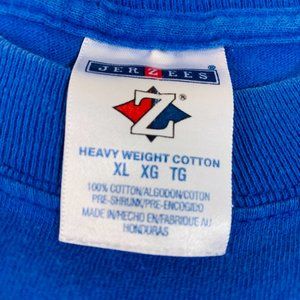 JERZEES®
Z®
HEAVY WEIGHT COTTON
XL XG TG
100% COTTON/ALGODON/COTON
PRE-SHRUNK/PRE-ENCOGIDO
MADE IN/HECHO EN/FABRIQUE AU
HONDURAS